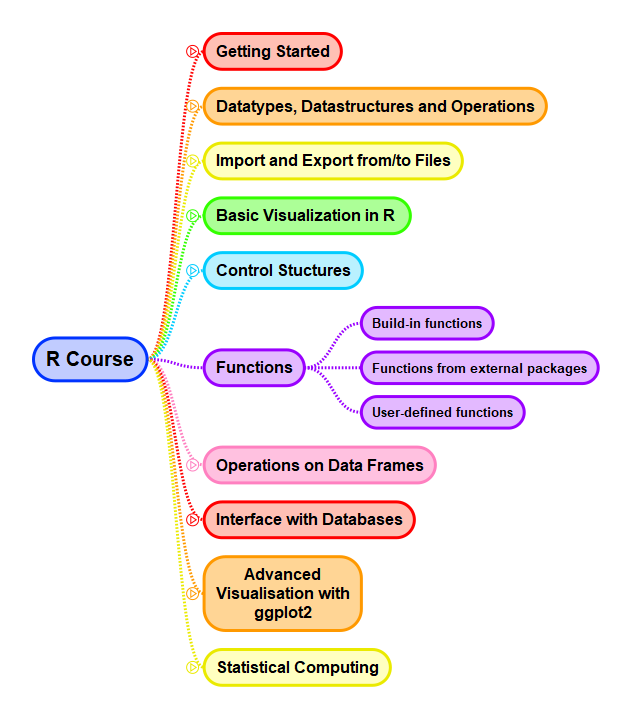 Getting Started
Datatypes, Datastructures and Operations
Import and Export from/to Files
Basic Visualization in R
Control Stuctures
R Course
Functions
Build-in functions
Functions from external packages
User-defined functions
Operations on Data Frames
Interface with Databases
Advanced
Visualisation with
ggplot2
Statistical Computing